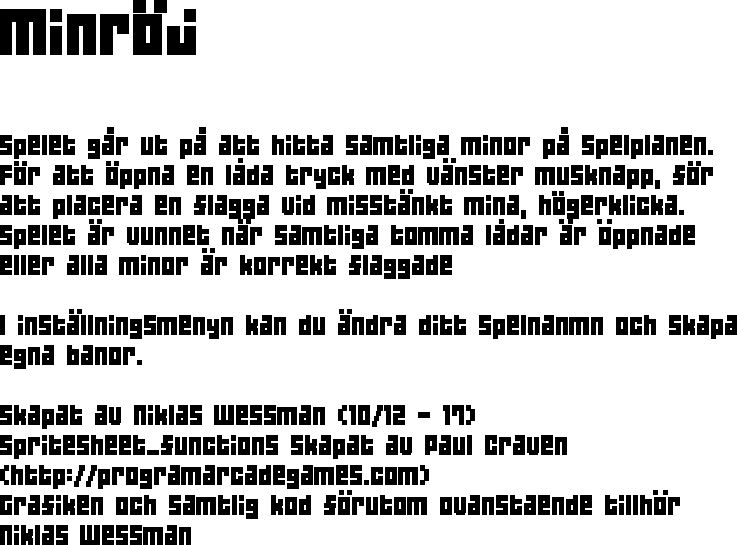 Minröj
Spelet går ut på att hitta samtliga minor på spelplanen.
För att öppna en låda tryck med vänster musknapp, för
att placera en flagga vid misstänkt mina, högerklicka.
Spelet är vunnet när samtliga tomma lådar är öppnade
eller alla minor är korrekt flaggade
I inställningsmenyn kan du ändra ditt spelnanmn och skapa
egna banor.
Skapat av Niklas Wessman (10/12 - 17)
Spritesheet_functions skapat av Paul Craven
(http://programarcadegames.com)
Grafiken och samtlig kod förutom ovanstaende tillhör
Niklas Wessman